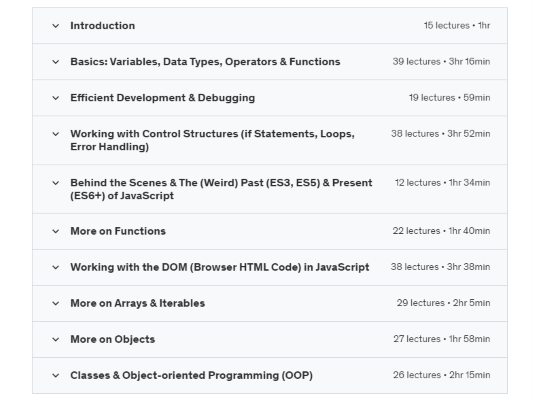 Introduction 15 lectures • 1hr
Basics: Variables, Data Types, Operators & Functions 39 lectures • 3hr 16min
Efficient Development & Debugging 19 lectures • 59min
Working with Control Structures (if Statements, Loops, 38 lectures • 3hr 52min
Error Handling)
Behind the Scenes & The (Weird) Past (ES3, ES5) & Present 12 lectures • 1hr 34min
(ES6+) of JavaScript
More on Functions 22 lectures • 1hr 40min
Working with the DOM (Browser HTML Code) in JavaScript 38 lectures • 3hr 38min
More on Arrays & Iterables 29 lectures • 2hr 5min
More on Objects 27 lectures • 1hr 58min
Classes & Object-oriented Programming (OOP) 26 lectures • 2hr 15min